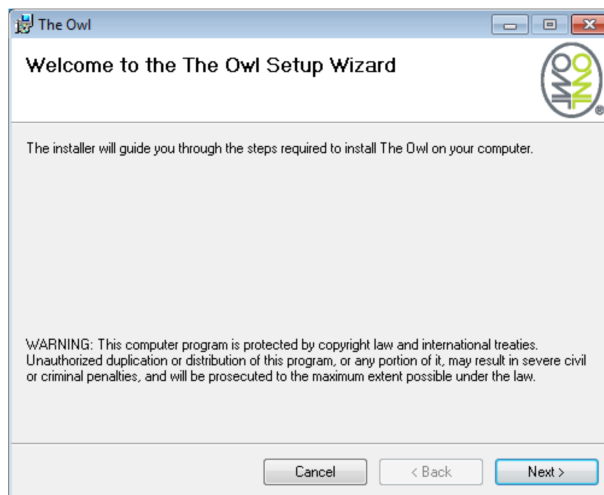 The Owl
Welcome to the The Owl Setup Wizard
OWL
OWL
®
The installer will guide you through the steps required to install The Owl on your computer.
WARNING: This computer program is protected by copyright law and international treaties.
Unauthorized duplication or distribution of this program, or any portion of it, may result in severe civil
or criminal penalties, and will be prosecuted to the maximum extent possible under the law.
Cancel
< Back
Next >